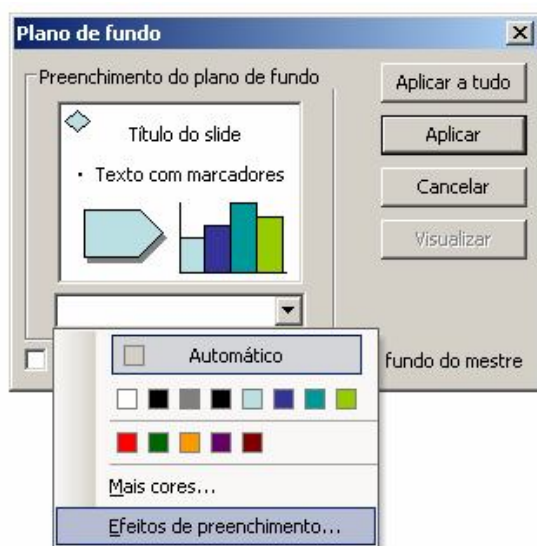 Plano de fundo
Preenchimento do plano de fundo
Título do slide
• Texto com marcadores
Aplicar a tudo
Aplicar
Cancelar
Visualizar
Automático
fundo do mestre
Mais cores...
Efeitos de preenchimento...